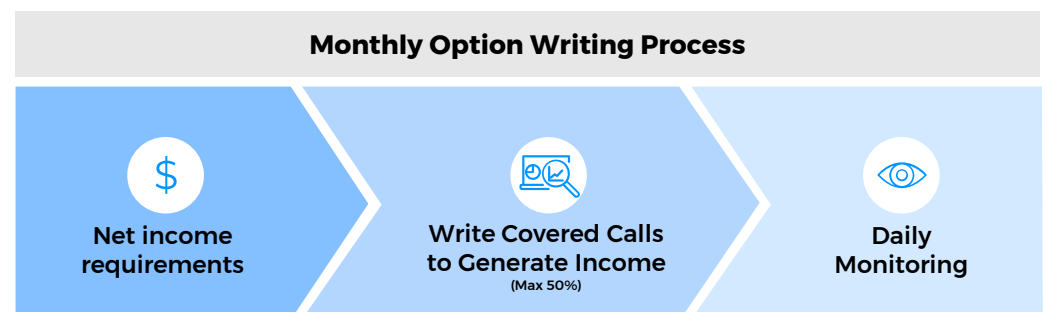 Monthly Option Writing Process
$
Net income
requirements
Write Covered Calls
to Generate Income
(Max 50%)
Daily
Monitoring